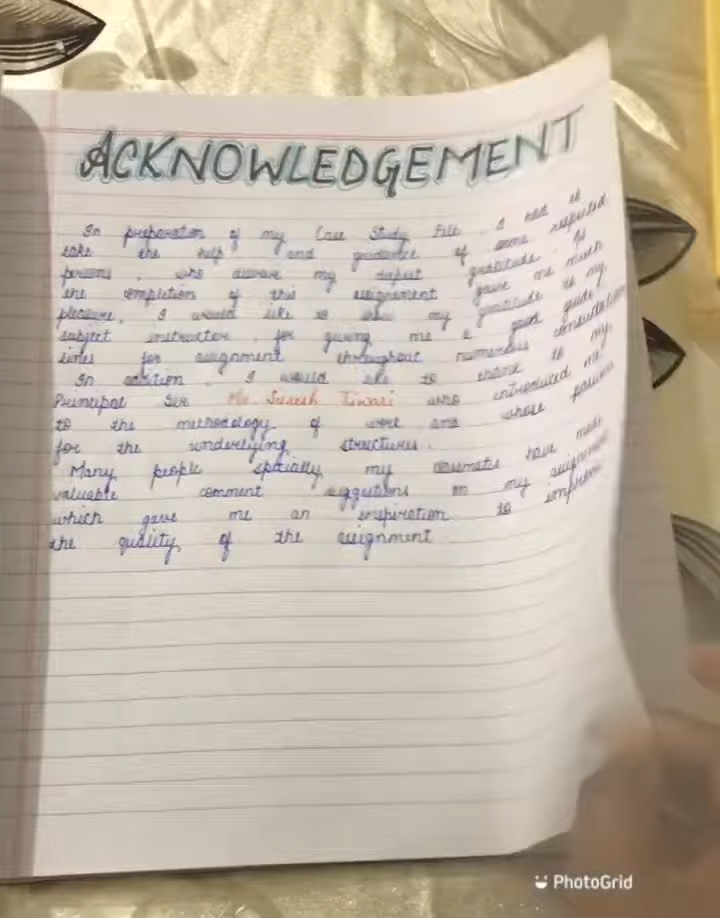 ACKNOWLEDGEMENT
In preparation of my Case Study File, I had to
take the help and guidance of some respected
persons, who deserve my deepest gratitude. As
the completion of this assignment gave me much
pleasure, I would like to show my gratitude to my
subject instructor, for giving me a good guide
lines for assignment throughout numerous consultation
In addition, I would like to thank to my
Principal Sir Mr. Suresh Tiwari who introduced me
to the methodology of work and whose passion
for the underlying structures.
Many people spcially my classmate have made
valuable comment suggestions on my assignment
which gave me an inspiration to improve
the quality of the assignment
PhotoGrid